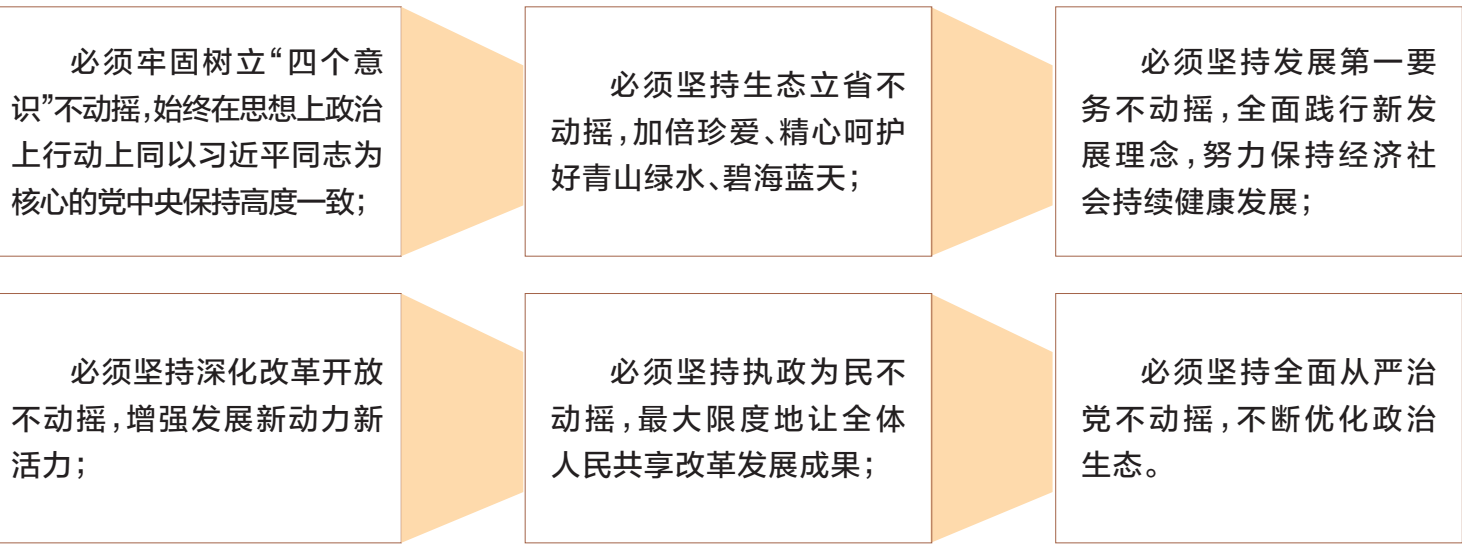 必须牢固树立“四个意
识”不动摇,始终在思想上政治
上行动上同以习近平同志为
核心的党中央保持高度一致;
必须坚持生态立省不
动摇,加倍珍爱、精心呵护
好青山绿水、碧海蓝天;
必须坚持发展第一要
务不动摇,全面践行新发
展理念,努力保持经济社
会持续健康发展;
必须坚持深化改革开放
不动摇,增强发展新动力新
活力;
必须坚持执政为民不
动摇,最大限度地让全体
人民共享改革发展成果;
必须坚持全面从严治
党不动摇,不断优化政治
生态。